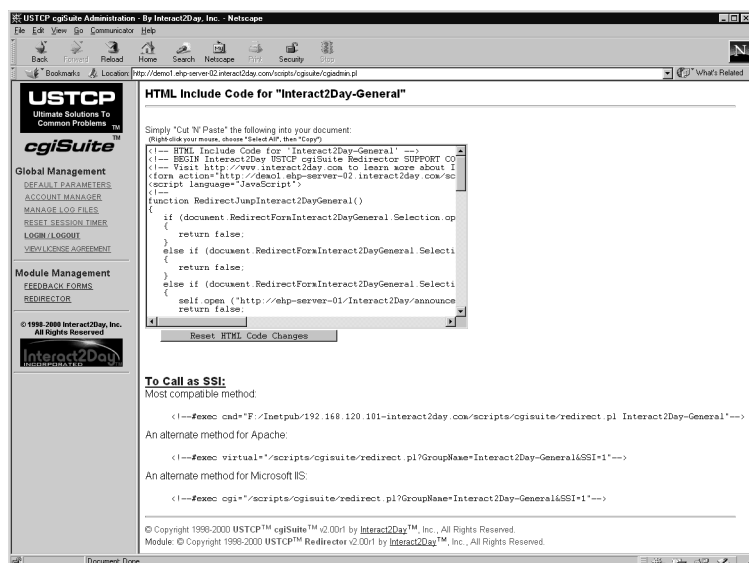 USTCP cgiSuite Administration - By Interact2Day, Inc. - Netscape
File Edit View Go Communicator Help
Back Forward Reload Home Search Netscape Print Security Stop
Bookmarks Location: http://demo1.ehp-server-02.interact2day.com/scripts/cgisuite/cgiadmin.pl What's Related
USTCP
Ultimate Solutions To
Common Problems TM
cgiSuite TM
Global Management
DEFAULT PARAMETERS
ACCOUNT MANAGER
MANAGE LOG FILES
RESET SESSION TIMER
LOGIN / LOGOUT
VIEW LICENSE AGREEMENT
Module Management
FEEDBACK FORMS
REDIRECTOR
© 1998-2000 Interact2Day, Inc.
All Rights Reserved
Interact2Day
INCORPORATED
HTML Include Code for "Interact2Day-General"
Simply "Cut 'N' Paste" the following into your document:
(Right-click your mouse, choose "Select All", then "Copy")
<!-- HTML Include Code for 'Interact2Day-General' -->
<!-- BEGIN Interact2Day USTCP cgiSuite Redirector SUPPORT CO
<!-- Visit http://www.interact2day.com to learn more about I
<form action="http://demo1.ehp-server-02.interact2day.com/sc
<script language="JavaScript">
<!--
function RedirectJumpInteract2DayGeneral()
{
if (document.RedirectFormInteract2DayGeneral.Selection.op
{
return false;
}
else if (document.RedirectFormInteract2DayGeneral.Selecti
{
return false;
}
else if (document.RedirectFormInteract2DayGeneral.Selecti
{
self.open ("http://ehp-server-01/Interact2Day/announce
return false;
Reset HTML Code Changes
To Call as SSI:
Most compatible method:
<!--#exec cmd="F:/Inetpub/192.168.120.101-interact2day.com/scripts/cgisuite/redirect.pl Interact2Day-General"-->
An alternate method for Apache:
<!--#exec virtual="/scripts/cgisuite/redirect.pl?GroupName=Interact2Day-General&SSI=1"-->
An alternate method for Microsoft IIS:
<!--#exec cgi="/scripts/cgisuite/redirect.pl?GroupName=Interact2Day-General&SSI=1"-->
© Copyright 1998-2000 USTCP™ cgiSuite™ v2.00r1 by Interact2Day™, Inc., All Rights Reserved.
Module: © Copyright 1998-2000 USTCP™ Redirector v2.00r1 by Interact2Day™, Inc., All Rights Reserved.
Document: Done